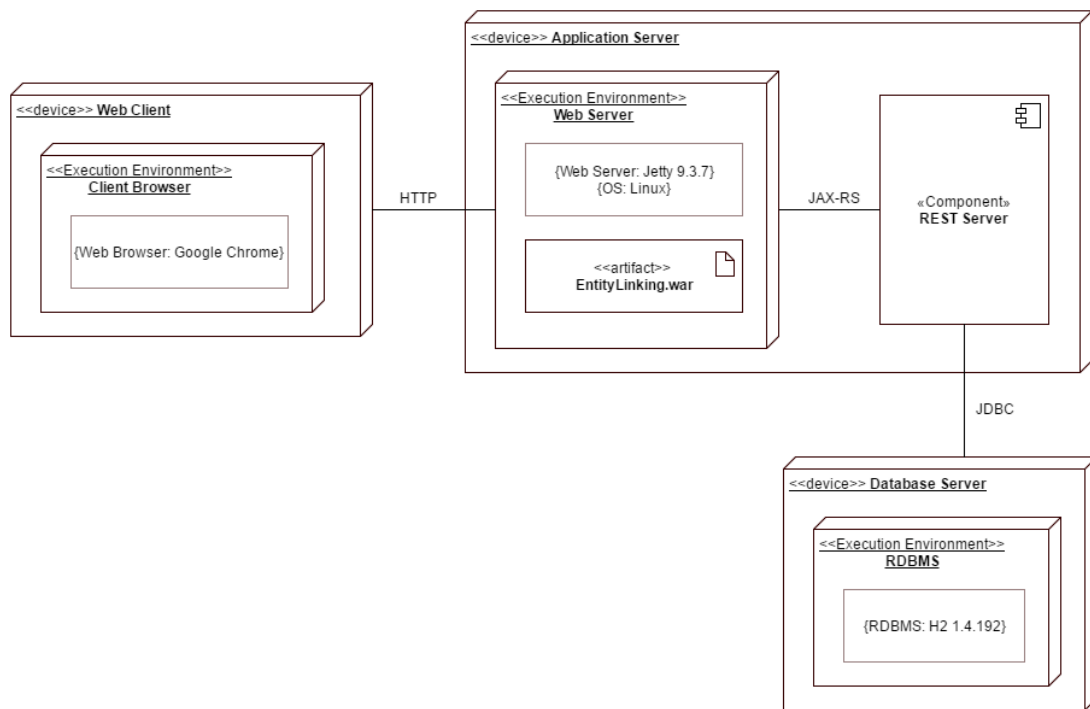 <<device>> Application Server
<<device>> Web Client
<<Execution Environment>>
Client Browser
{Web Browser: Google Chrome}
HTTP
<<Execution Environment>>
Web Server
{Web Server: Jetty 9.3.7}
{OS: Linux}
<<artifact>>
EntityLinking.war
JAX-RS
«Component»
REST Server
JDBC
<<device>> Database Server
<<Execution Environment>>
RDBMS
{RDBMS: H2 1.4.192}